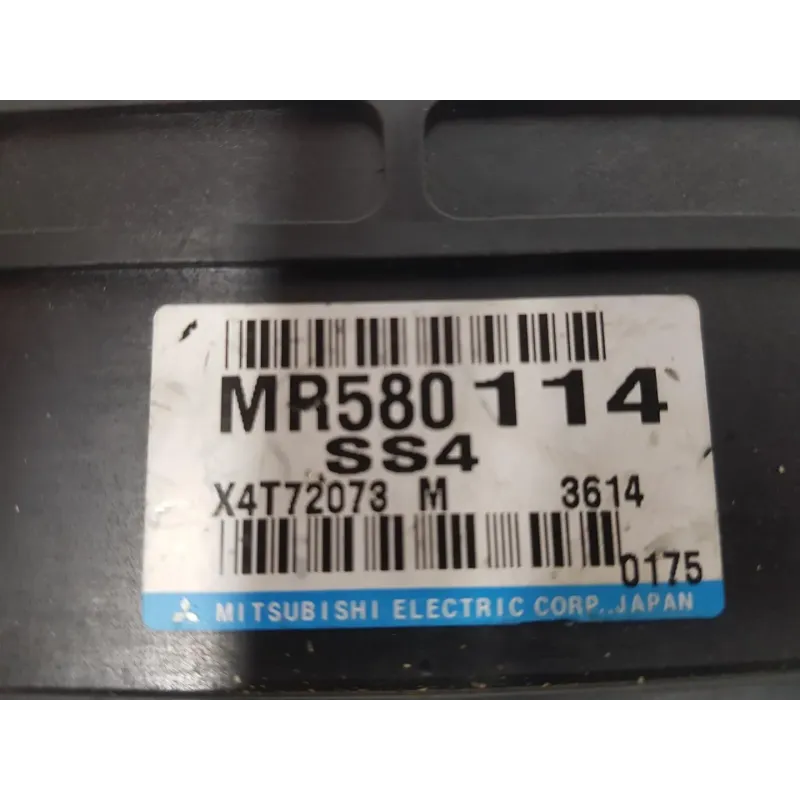 MR580 114
SS4
X4T72073 M 3614
0175
MITSUBISHI ELECTRIC CORP., JAPAN